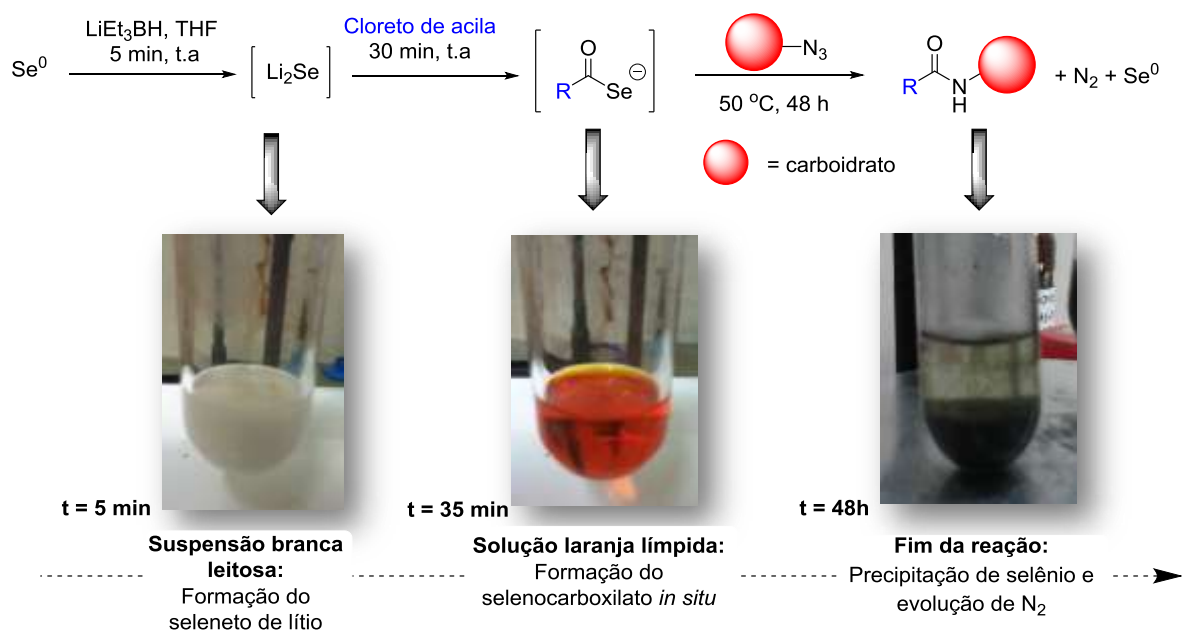 Se⁰
LiEt₃BH, THF
5 min, t.a
Li₂Se
Cloreto de acila
30 min, t.a
O
R
Se
⊖
N₃
50 ºC, 48 h
O
R
N
H
+ N₂ + Se⁰
= carboidrato
t = 5 min
t = 35 min
t = 48h
Suspensão branca
leitosa:
Formação do
seleneto de lítio
Solução laranja límpida:
Formação do
selenocarboxilato in situ
Fim da reação:
Precipitação de selênio e
evolução de N₂